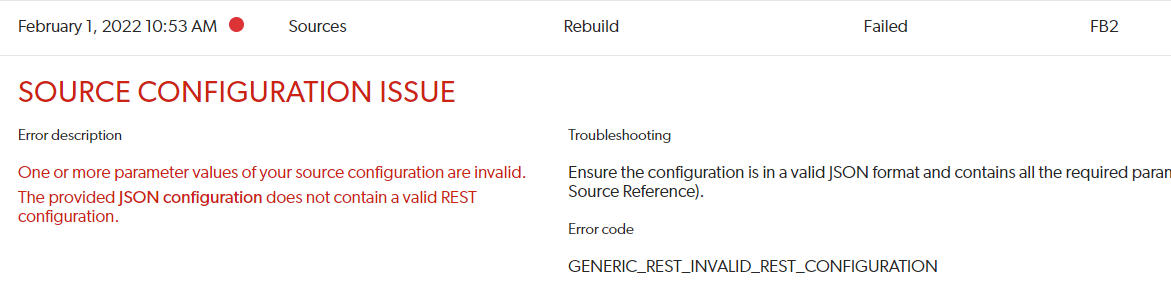 February 1, 2022 10:53 AM Sources Rebuild Failed FB2
SOURCE CONFIGURATION ISSUE
Error description
Troubleshooting
One or more parameter values of your source configuration are invalid.
The provided JSON configuration does not contain a valid REST
configuration.
Ensure the configuration is in a valid JSON format and contains all the required param
Source Reference).
Error code
GENERIC_REST_INVALID_REST_CONFIGURATION